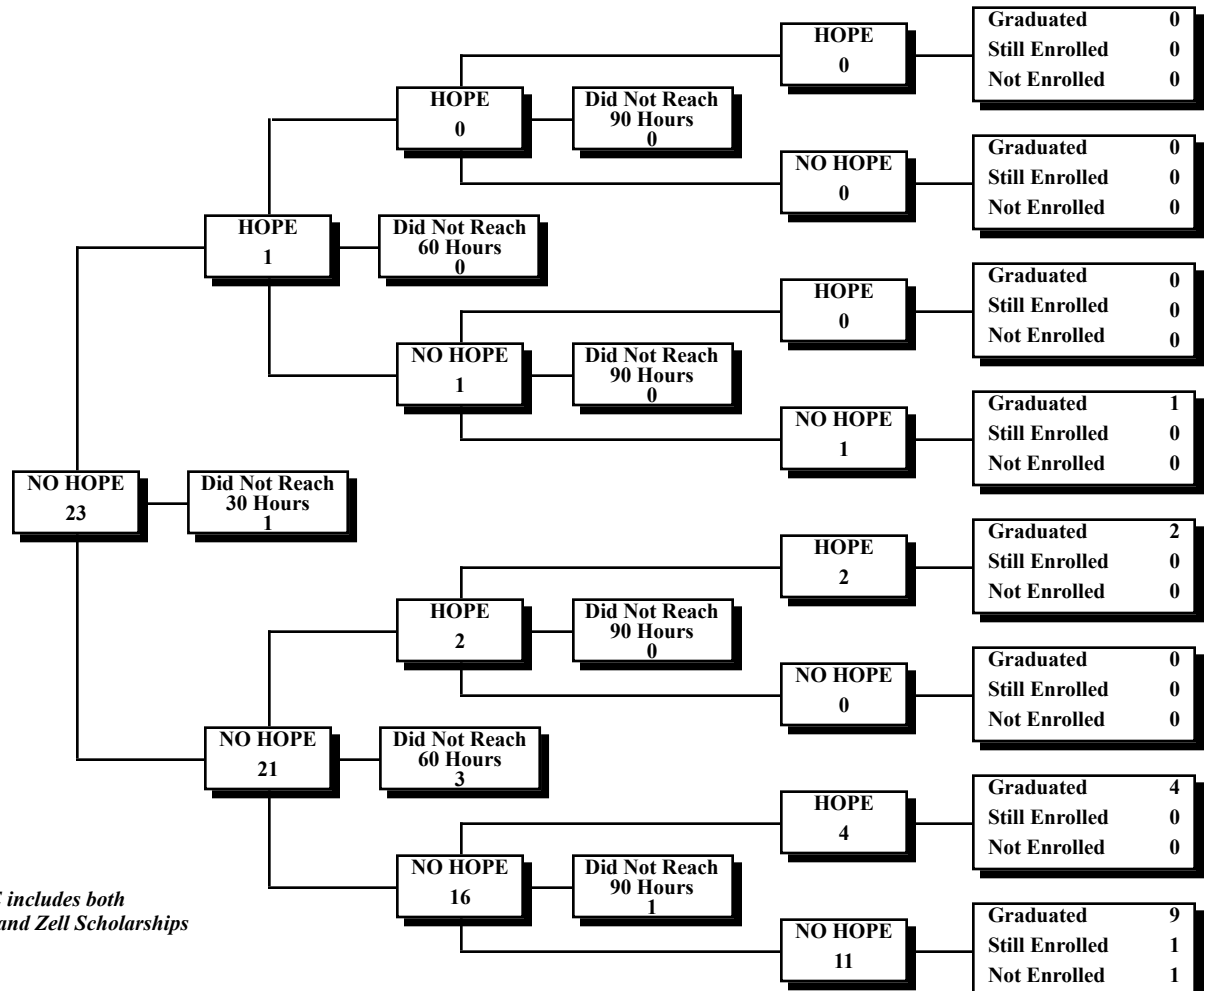 HOPE
0
Graduated 0
Still Enrolled 0
Not Enrolled 0
HOPE
0
Did Not Reach
90 Hours
0
NO HOPE
0
Graduated 0
Still Enrolled 0
Not Enrolled 0
HOPE
1
Did Not Reach
60 Hours
0
HOPE
0
Graduated 0
Still Enrolled 0
Not Enrolled 0
NO HOPE
1
Did Not Reach
90 Hours
0
NO HOPE
1
Graduated 1
Still Enrolled 0
Not Enrolled 0
NO HOPE
23
Did Not Reach
30 Hours
1
HOPE
2
Graduated 2
Still Enrolled 0
Not Enrolled 0
HOPE
2
Did Not Reach
90 Hours
0
NO HOPE
0
Graduated 0
Still Enrolled 0
Not Enrolled 0
NO HOPE
21
Did Not Reach
60 Hours
3
HOPE
4
Graduated 4
Still Enrolled 0
Not Enrolled 0
NO HOPE
16
Did Not Reach
90 Hours
1
NO HOPE
11
Graduated 9
Still Enrolled 1
Not Enrolled 1
includes both
and Zell Scholarships